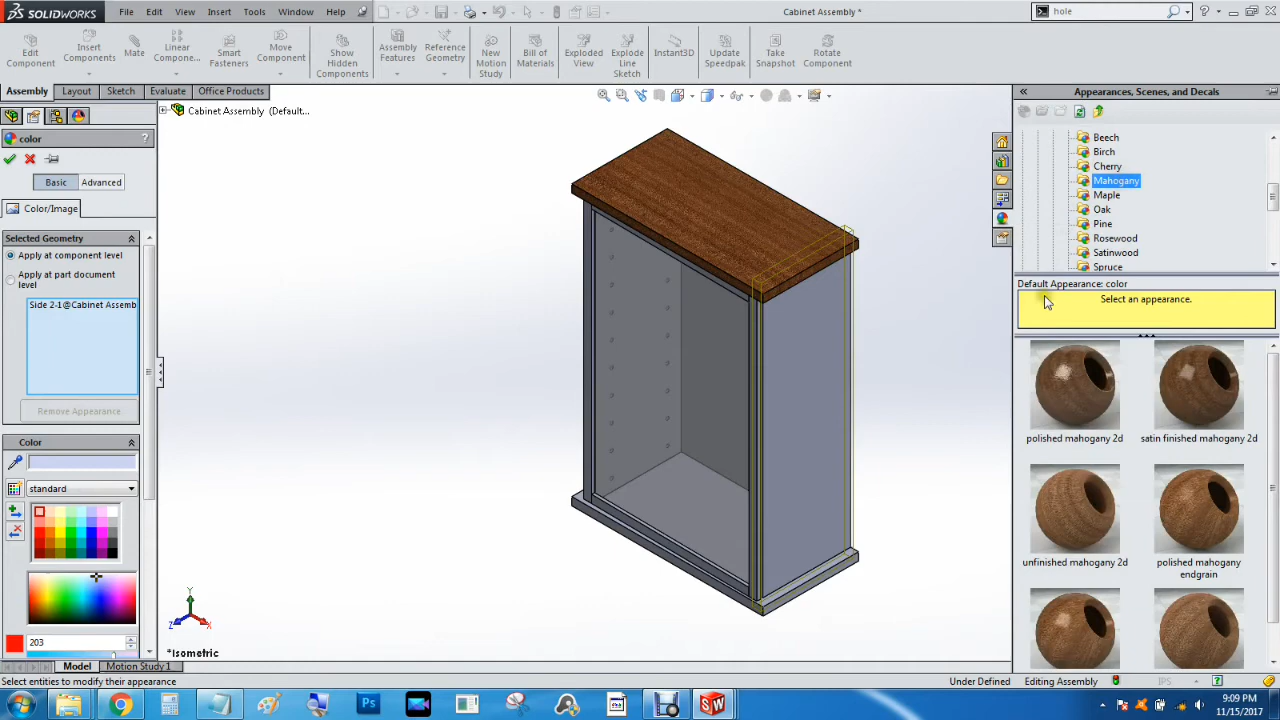 SOLIDWORKS File Edit View Insert Tools Window Help Cabinet Assembly * hole
Edit Component
Insert Components
Mate
Linear Compone...
Smart Fasteners
Move Component
Show Hidden Components
Assembly Features
Reference Geometry
New Motion Study
Bill of Materials
Exploded View
Explode Line Sketch
Instant3D
Update Speedpak
Take Snapshot
Rotate Component
Assembly Layout Sketch Evaluate Office Products
Cabinet Assembly (Default...
color ?
Basic Advanced
Color/Image
Selected Geometry
Apply at component level
Apply at part document
level
Side 2-1@Cabinet Assemb
Remove Appearance
Color
standard
203
Y
Z X
*Isometric
Appearances, Scenes, and Decals
Beech
Birch
Cherry
Mahogany
Maple
Oak
Pine
Rosewood
Satinwood
Spruce
Default Appearance: color
Select an appearance.
polished mahogany 2d satin finished mahogany 2d
unfinished mahogany 2d polished mahogany
endgrain
Model Motion Study 1
Select entities to modify their appearance Under Defined Editing Assembly IPS
Ps SW
9:09 PM
11/15/2017